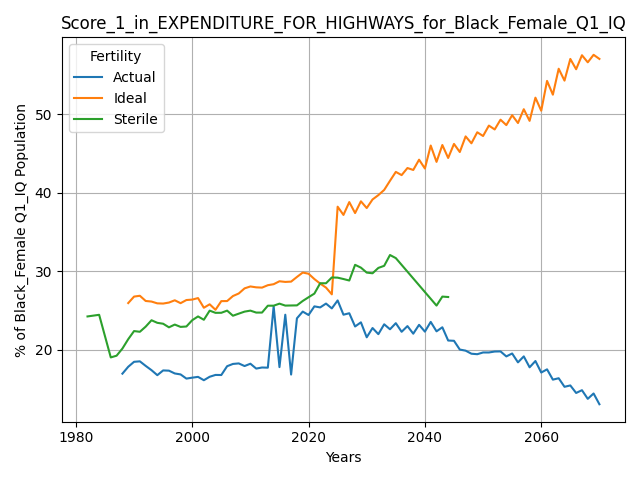 Score_1_in_EXPENDITURE_FOR_HIGHWAYS_for_Black_Female_Q1_IQ
Fertility
Actual
Ideal
Sterile
% of Black_Female Q1_IQ Population
50
40
30
20
1980
2000
2020
2040
2060
Years